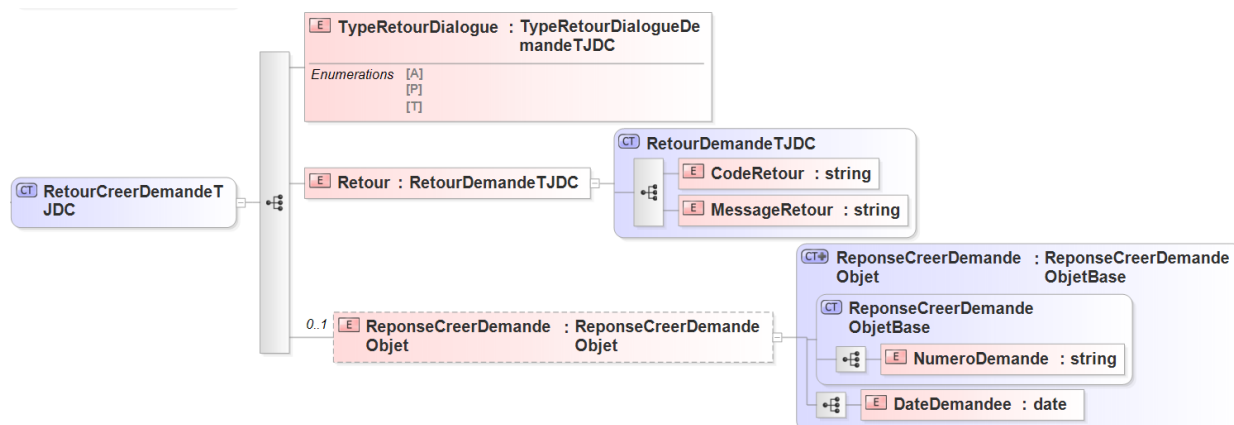 E TypeRetourDialogue : TypeRetourDialogueDe
mandeTJDC
Enumerations [A]
[P]
[T]
CT RetourDemandeTJDC
E CodeRetour : string
E MessageRetour : string
E Retour : RetourDemandeTJDC
CT RetourCreerDemandeT
JDC
0..1 E ReponseCreerDemande : ReponseCreerDemande
Objet Objet
CT+ ReponseCreerDemande : ReponseCreerDemande
Objet ObjetBase
CT ReponseCreerDemande
ObjetBase
E NumeroDemande : string
E DateDemandee : date